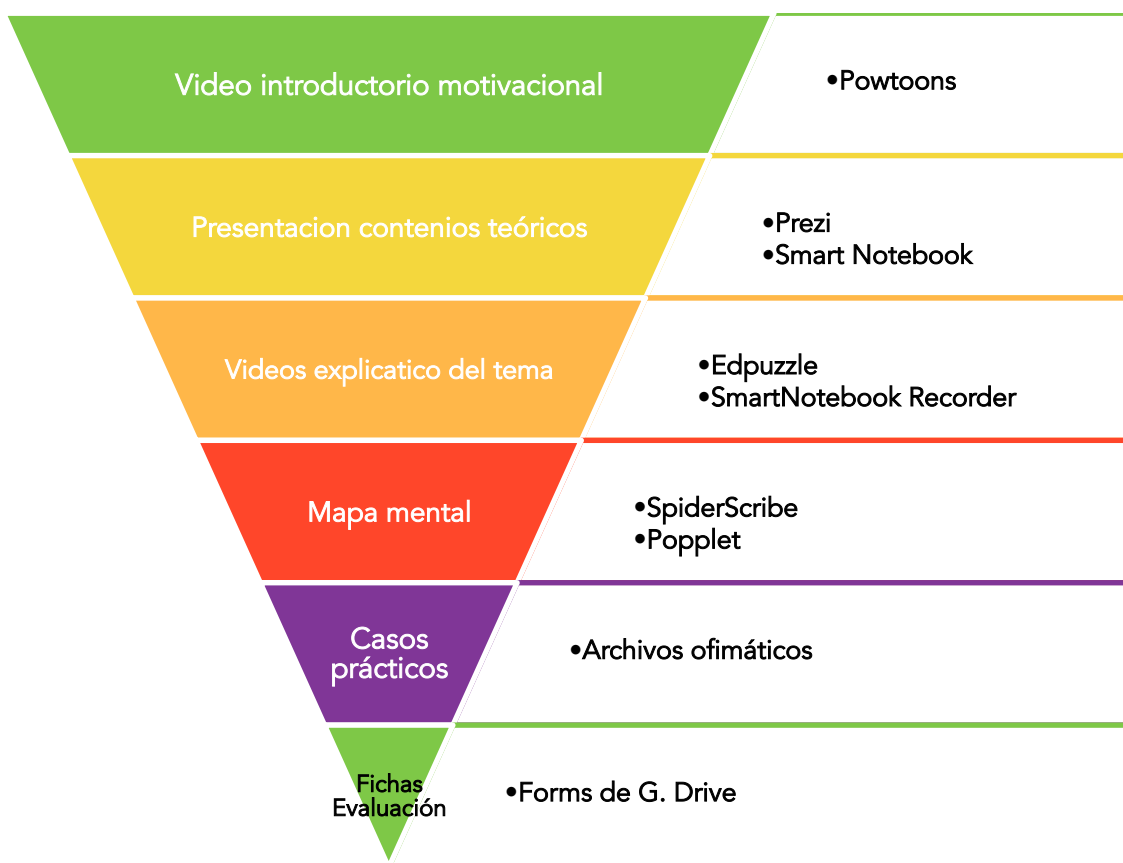 Video introductorio motivacional
•Powtoons
Presentacion contenios teóricos
•Prezi
•Smart Notebook
Videos explicatico del tema
•Edpuzzle
•SmartNotebook Recorder
Mapa mental
•SpiderScribe
•Popplet
Casos
prácticos
•Archivos ofimáticos
Fichas
Evaluación
•Forms de G. Drive